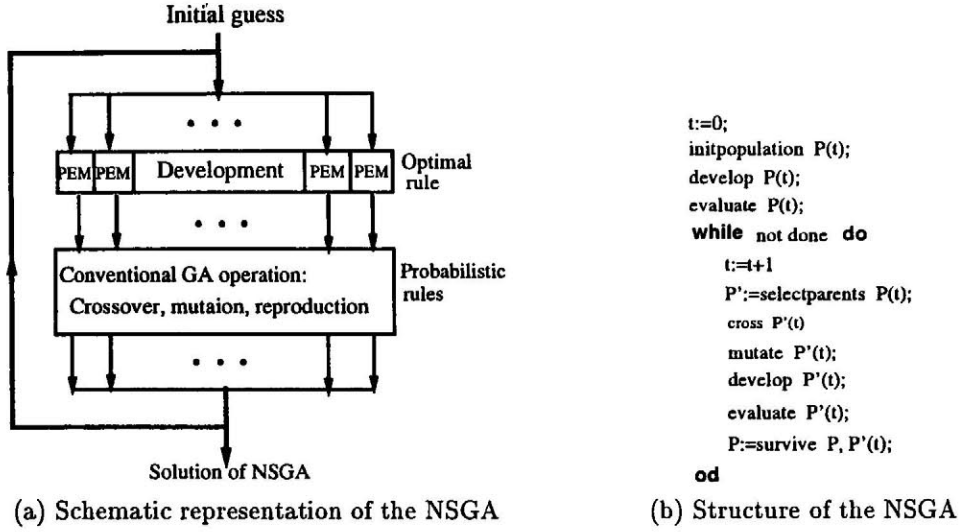 Initial guess
• • •
PEM PEM Development PEM PEM
Optimal
rule
• • •
Conventional GA operation:
Crossover, mutaion, reproduction
Probabilistic
rules
• • •
Solution of NSGA
(a) Schematic representation of the NSGA
t:=0;
initpopulation P(t);
develop P(t);
evaluate P(t);
while not done do
t:=t+1
P':=selectparents P(t);
cross P'(t)
mutate P'(t);
develop P'(t);
evaluate P'(t);
P:=survive P, P'(t);
od
(b) Structure of the NSGA